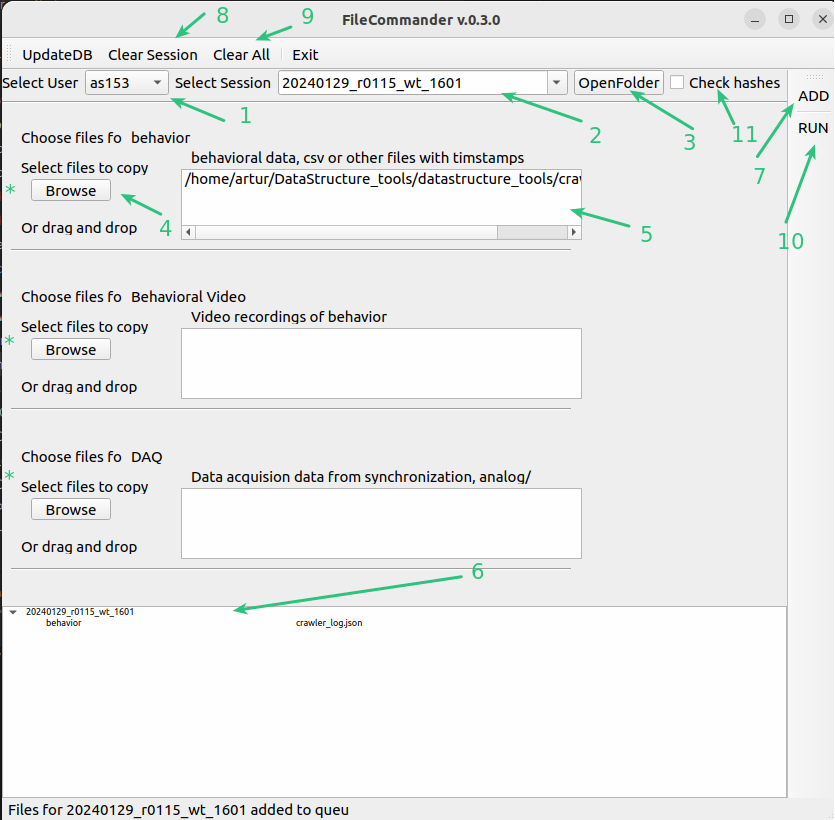 FileCommander v.0.3.0
8
9
UpdateDB Clear Session Clear All Exit
Select User as153 Select Session 20240129_r0115_wt_1601 OpenFolder Check hashes
ADD
1
2
3
11
7
RUN
10
Choose files fo behavior
behavioral data, csv or other files with timstamps
Select files to copy
/home/artur/DataStructure_tools/datastructure_tools/cra
* Browse
4
5
Or drag and drop
Choose files fo Behavioral Video
Video recordings of behavior
Select files to copy
* Browse
Or drag and drop
Choose files fo DAQ
Data acquision data from synchronization, analog/
* Select files to copy
Browse
Or drag and drop
6
20240129_r0115_wt_1601
behavior crawler_log.json
Files for 20240129_r0115_wt_1601 added to queu